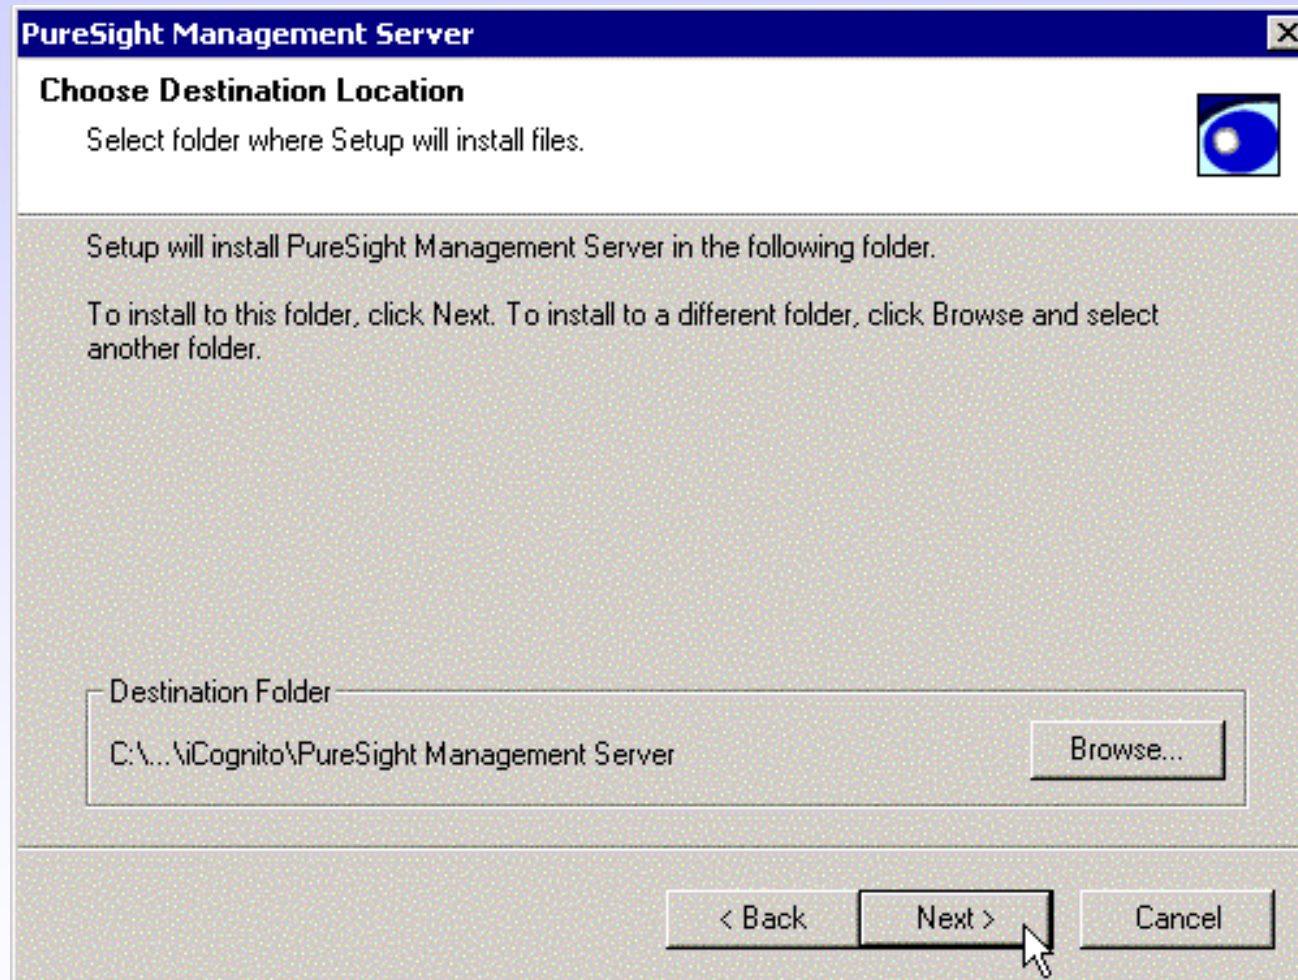 PureSight Management Server
Choose Destination Location
Select folder where Setup will install files.
Setup will install PureSight Management Server in the following folder.
To install to this folder, click Next. To install to a different folder, click Browse and select
another folder.
Destination Folder
C:\...\iCognito\PureSight Management Server
Browse...
< Back
Next >
Cancel